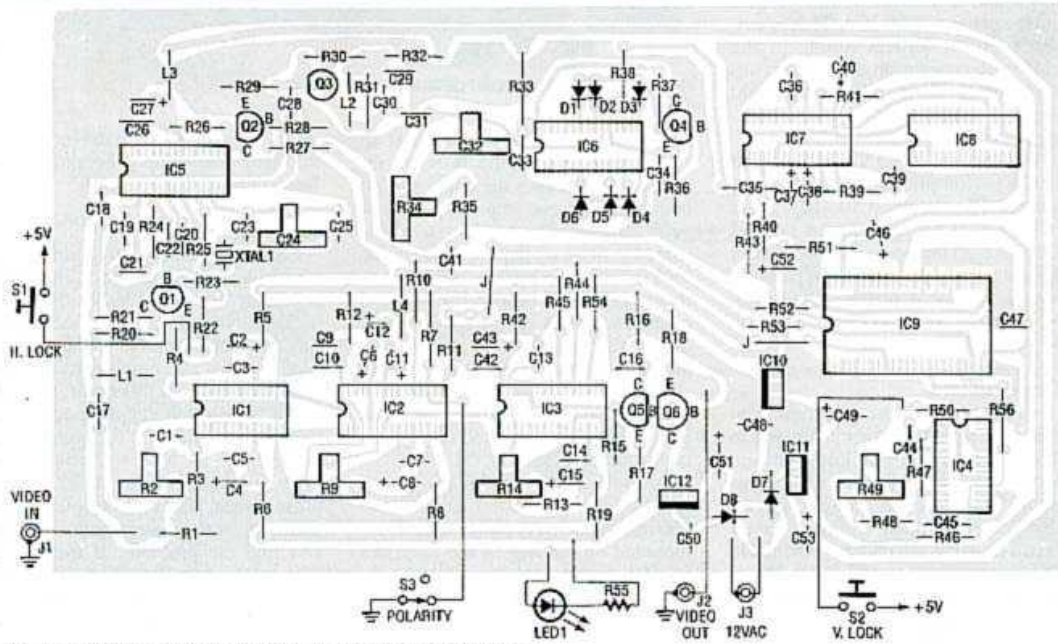 L3
R30
R32
C29
R33
R38
R37
C36
C40
R29
Q3
R31
C30
L2
D1
D2
D3
C
R41
C27
+
C28
C26
R26
E
Q2
B
C
R28
R27
C31
C32
C33
IC6
Q4
B
E
IC7
IC8
IC5
C34
R36
C35
C37
C38
R39
C39
C18
C19
R24
C20
C22
R25
C23
C24
C25
R34
R35
D6
D5
D4
R43
R40
R51
C46
+5V
C21
XTAL1
C41
J
C52
S1
H. LOCK
R23
B
Q1
C
E
R21
R20
R22
R4
R5
R10
L4
R12
C12
R7
R11
R42
R45
R44
R54
R16
R18
R52
R53
J
IC9
C47
C2
C3
C9
C10
C6
C11
C43
C42
C13
C16
IC10
L1
C17
IC1
IC2
IC3
C
Q5
B
E
E
Q6
B
C
C49
R50
R56
C1
C5
C4
R3
R2
R9
C7
C8
R14
C14
C15
R13
R15
R17
C51
C48
IC11
IC12
D8
D7
C44
R47
IC4
R49
VIDEO IN
J1
R1
R6
R8
R19
C50
C53
R48
C45
R46
S3
POLARITY
LED1
R55
J2
VIDEO OUT
J3
12VAC
S2
V. LOCK
+5V